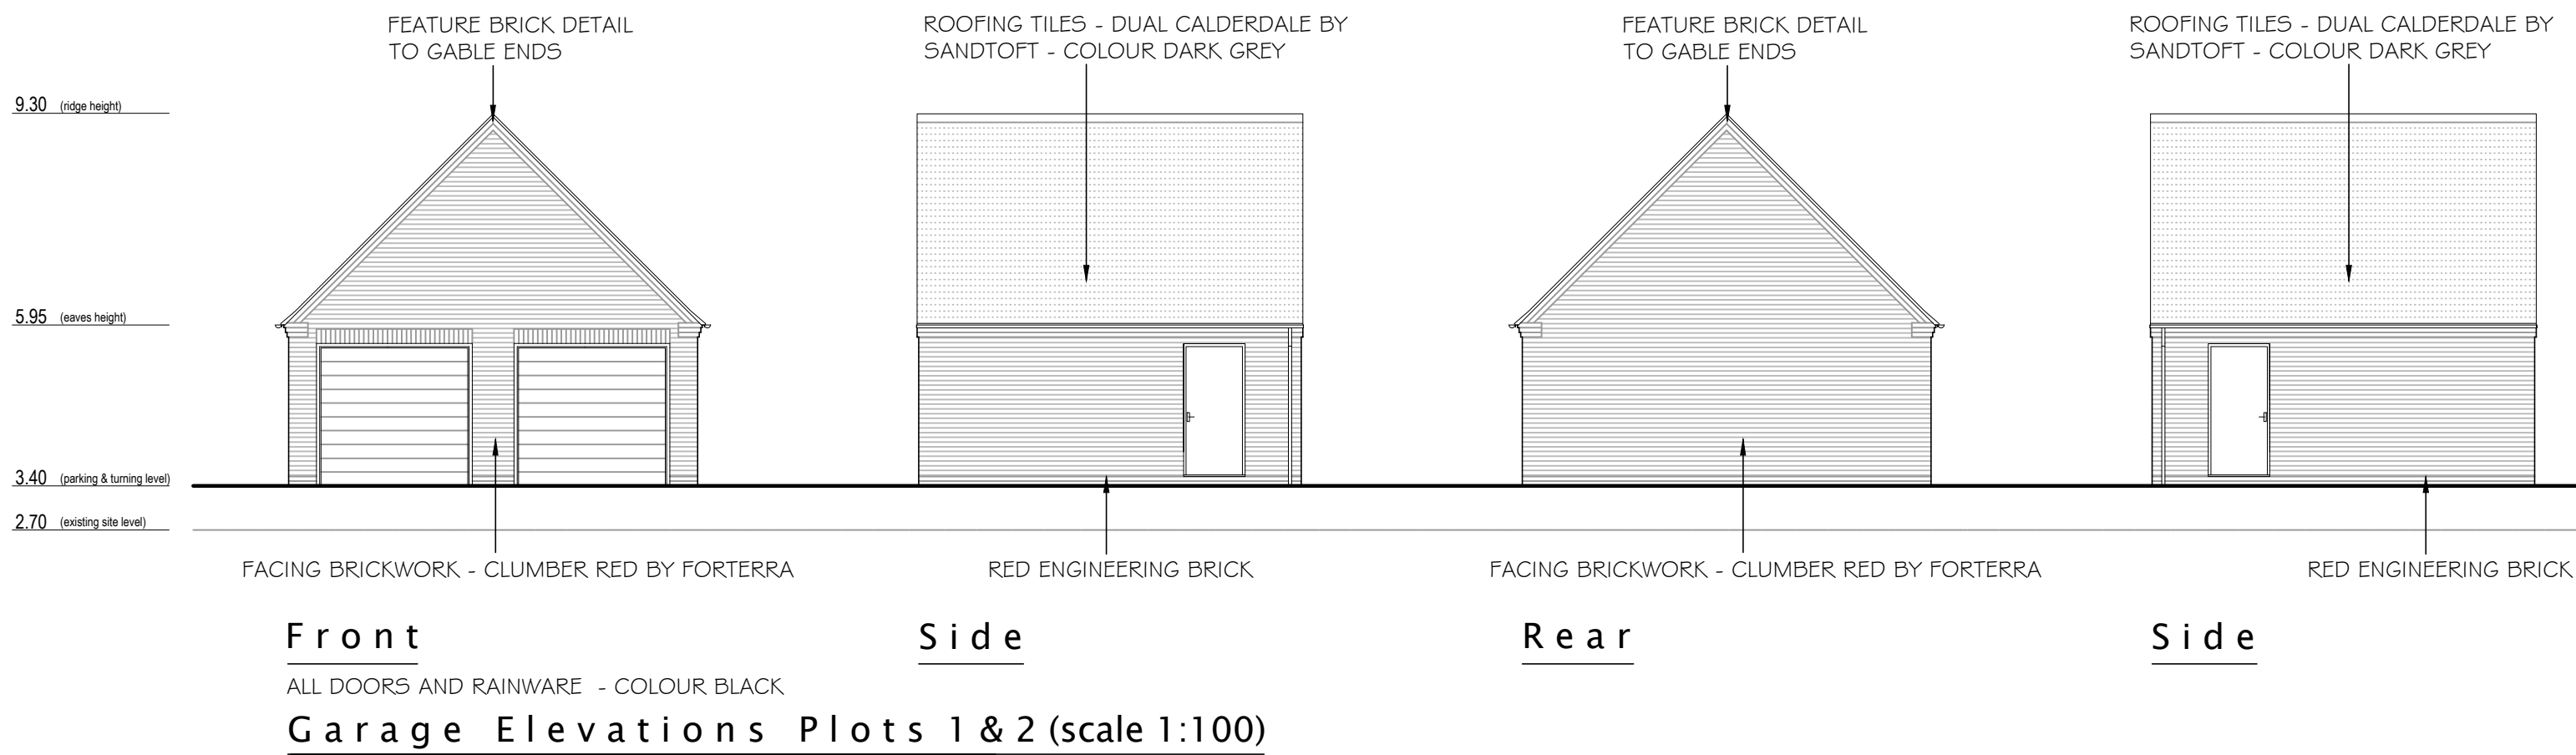 FEATURE BRICK DETAIL
TO GABLE ENDS
ROOFING TILES - DUAL CALDERDALE BY
SANDTOFT - COLOUR DARK GREY
FEATURE BRICK DETAIL
TO GABLE ENDS
ROOFING TILES - DUAL CALDERDALE BY
SANDTOFT - COLOUR DARK GREY
9.30 (ridge height)
5.95 (eaves height)
3.40 (parking & turning level)
2.70 (existing site level)
FACING BRICKWORK - CLUMBER RED BY FORTERRA
RED ENGINEERING BRICK
FACING BRICKWORK - CLUMBER RED BY FORTERRA
RED ENGINEERING BRICK
Front
Side
Rear
Side
ALL DOORS AND RAINWARE - COLOUR BLACK
Garage Elevations Plots 1 & 2 (scale 1:100)